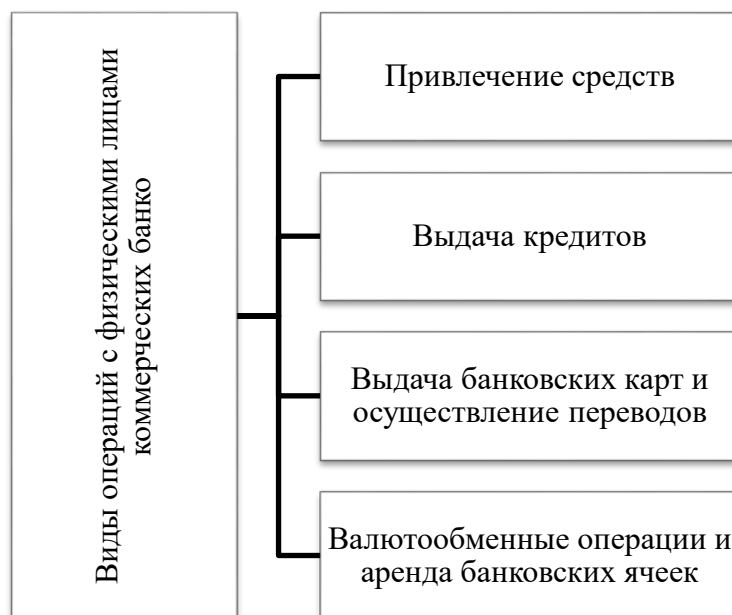 Виды операций с физическими лицами
коммерческих банко
Привлечение средств
Выдача кредитов
Выдача банковских карт и
осуществление переводов
Валютообменные операции и
аренда банковских ячеек